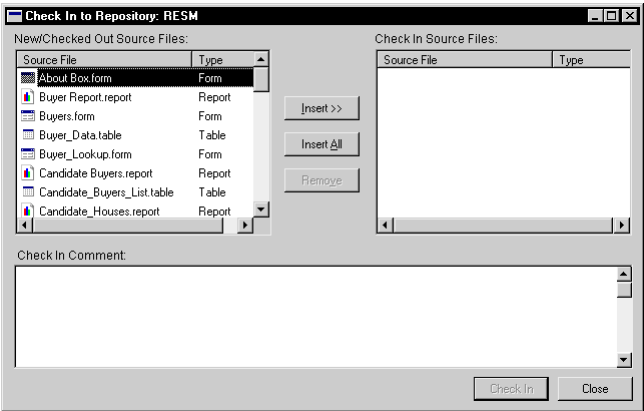 Check In to Repository: RESM
New/Checked Out Source Files:
Check In Source Files:
Source File Type
Source File Type
About Box.form Form
Buyer Report.report Report
Buyers.form Form
Buyer_Data.table Table
Buyer_Lookup.form Form
Candidate Buyers.report Report
Candidate_Buyers_List.table Table
Candidate_Houses.report Report
Insert >>
Insert All
Remove
Check In Comment:
Check In Close